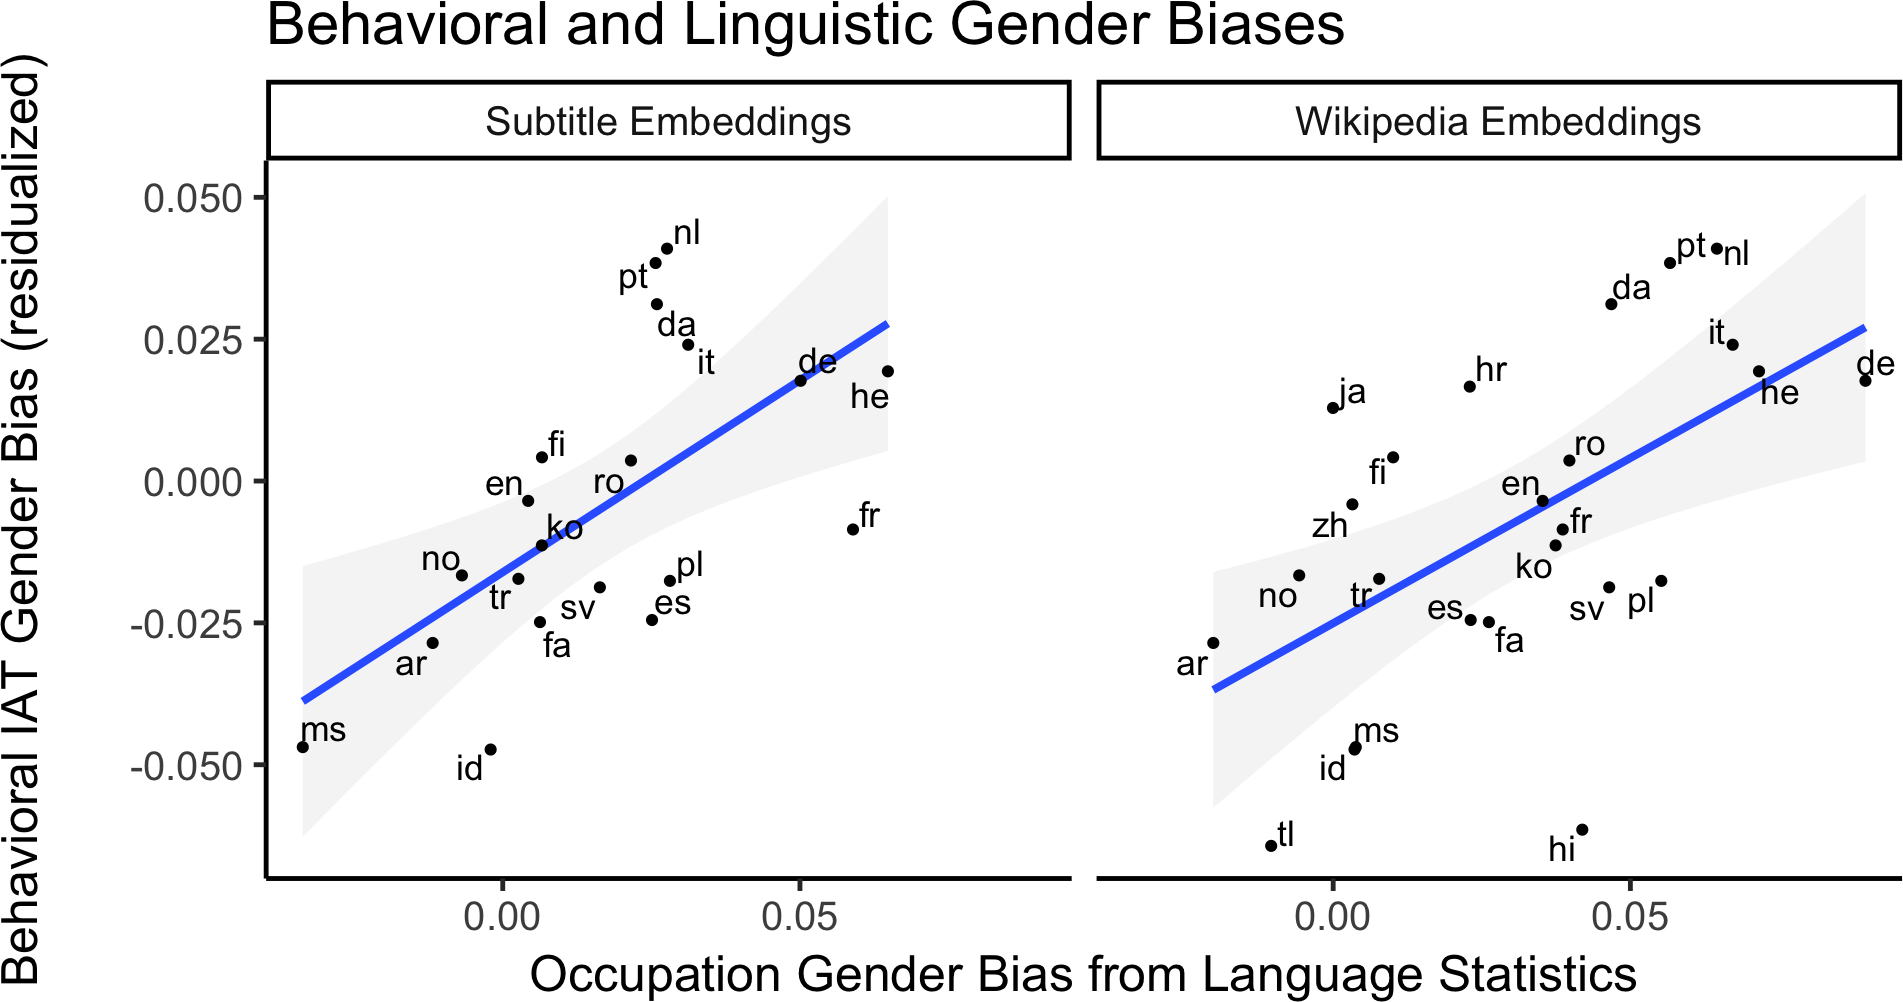 Behavioral and Linguistic Gender Biases
Subtitle Embeddings
Wikipedia Embeddings
Behavioral IAT Gender Bias (residualized)
0.050
0.025
0.000
-0.025
-0.050
nl
pt
da
it
de
he
fi
en
ro
ko
fr
no
tr
pl
sv
es
fa
ar
ms
id
pt
nl
da
it
de
hr
he
ja
ro
fi
en
zh
fr
ko
no
tr
es
sv
pl
fa
ar
ms
id
tl
hi
0.00
0.05
0.00
0.05
Occupation Gender Bias from Language Statistics